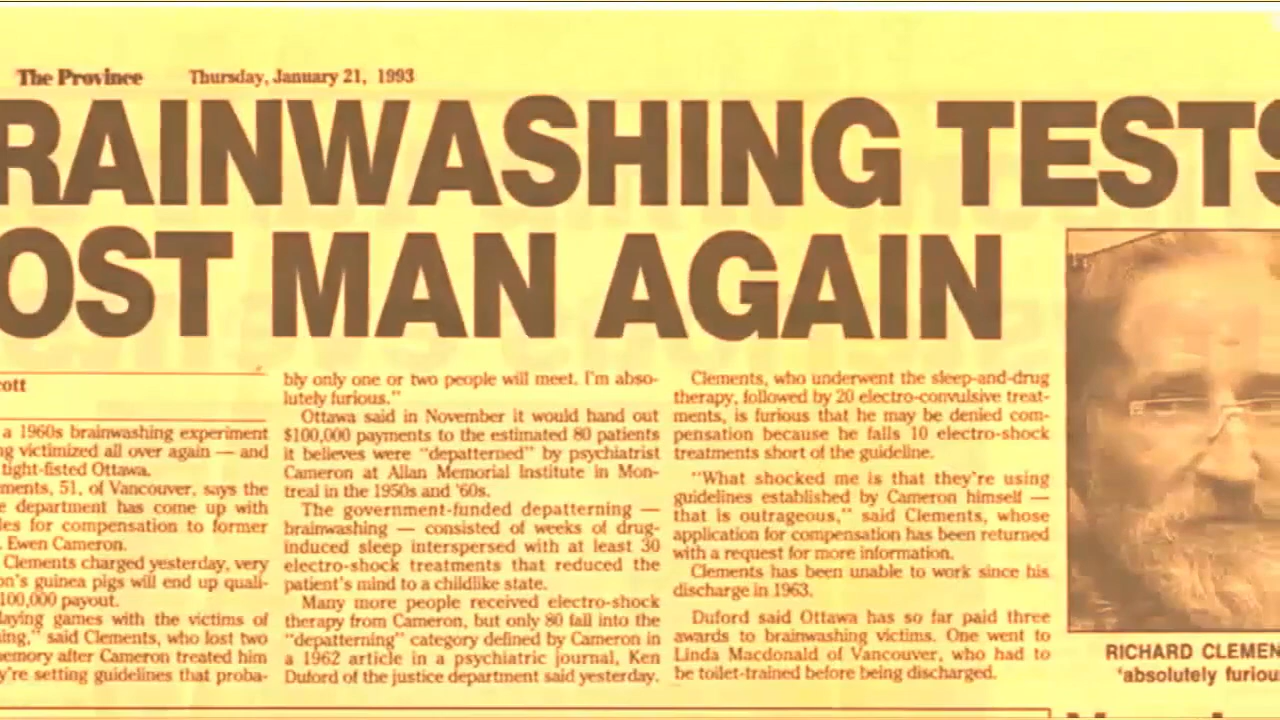 The Province Thursday, January 21, 1993
RAINWASHING TESTS
OST MAN AGAIN
ott
a 1960s brainwashing experiment
ng victimized all over again — and
tight-fisted Ottawa.
ments, 51, of Vancouver, says the
e department has come up with
les for compensation to former
. Ewen Cameron.
Clements charged yesterday, very
on's guinea pigs will end up quali-
100,000 payout.
laying games with the victims of
ing," said Clements, who lost two
emory after Cameron treated him
y're setting guidelines that proba-
bly only one or two people will meet. I'm abso-
lutely furious."
Ottawa said in November it would hand out
$100,000 payments to the estimated 80 patients
it believes were "depatterned" by psychiatrist
Cameron at Allan Memorial Institute in Mon-
treal in the 1950s and '60s.
The government-funded depatterning —
brainwashing — consisted of weeks of drug-
induced sleep interspersed with at least 30
electro-shock treatments that reduced the
patient's mind to a childlike state.
Many more people received electro-shock
therapy from Cameron, but only 80 fall into the
"depatterning" category defined by Cameron in
a 1962 article in a psychiatric journal, Ken
Duford of the justice department said yesterday.
Clements, who underwent the sleep-and-drug
therapy, followed by 20 electro-convulsive treat-
ments, is furious that he may be denied com-
pensation because he falls 10 electro-shock
treatments short of the guideline.
"What shocked me is that they're using
guidelines established by Cameron himself —
that is outrageous," said Clements, whose
application for compensation has been returned
with a request for more information.
Clements has been unable to work since his
discharge in 1963.
Duford said Ottawa has so far paid three
awards to brainwashing victims. One went to
Linda Macdonald of Vancouver, who had to
be toilet-trained before being discharged.
RICHARD CLEMEN
'absolutely furiou